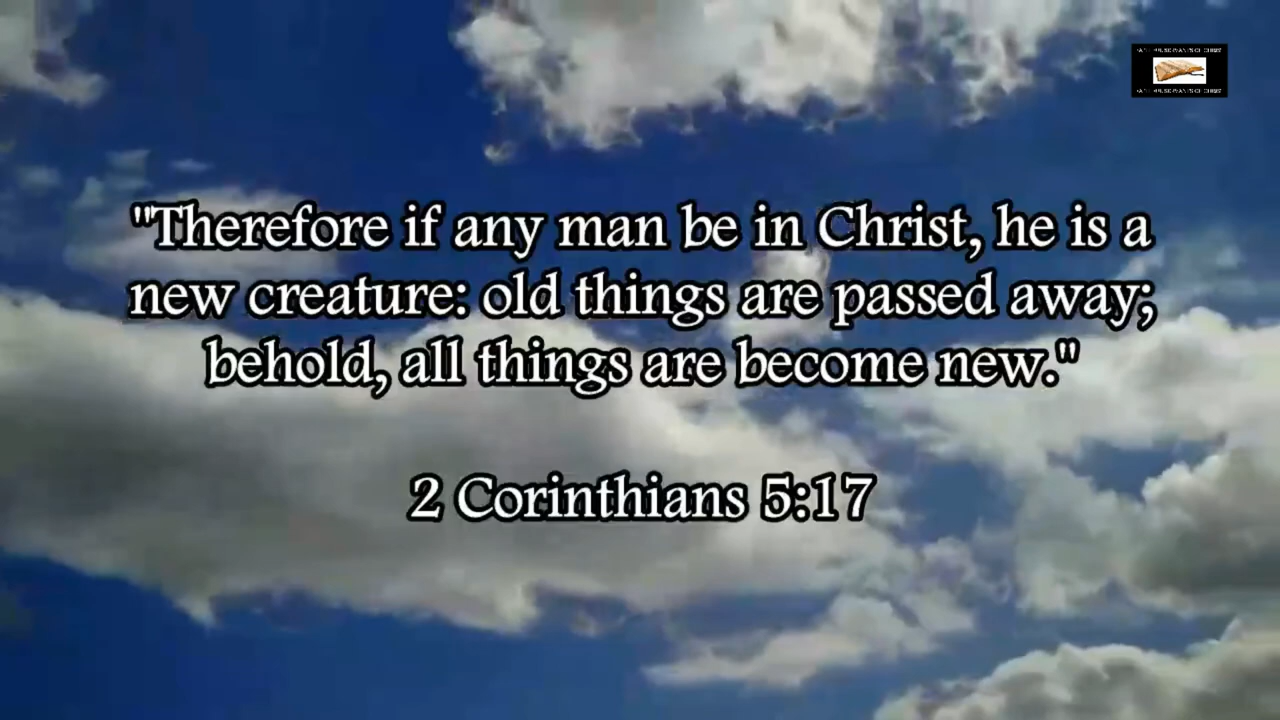 "Therefore if any man be in Christ, he is a
new creature: old things are passed away;
behold, all things are become new."
2 Corinthians 5:17